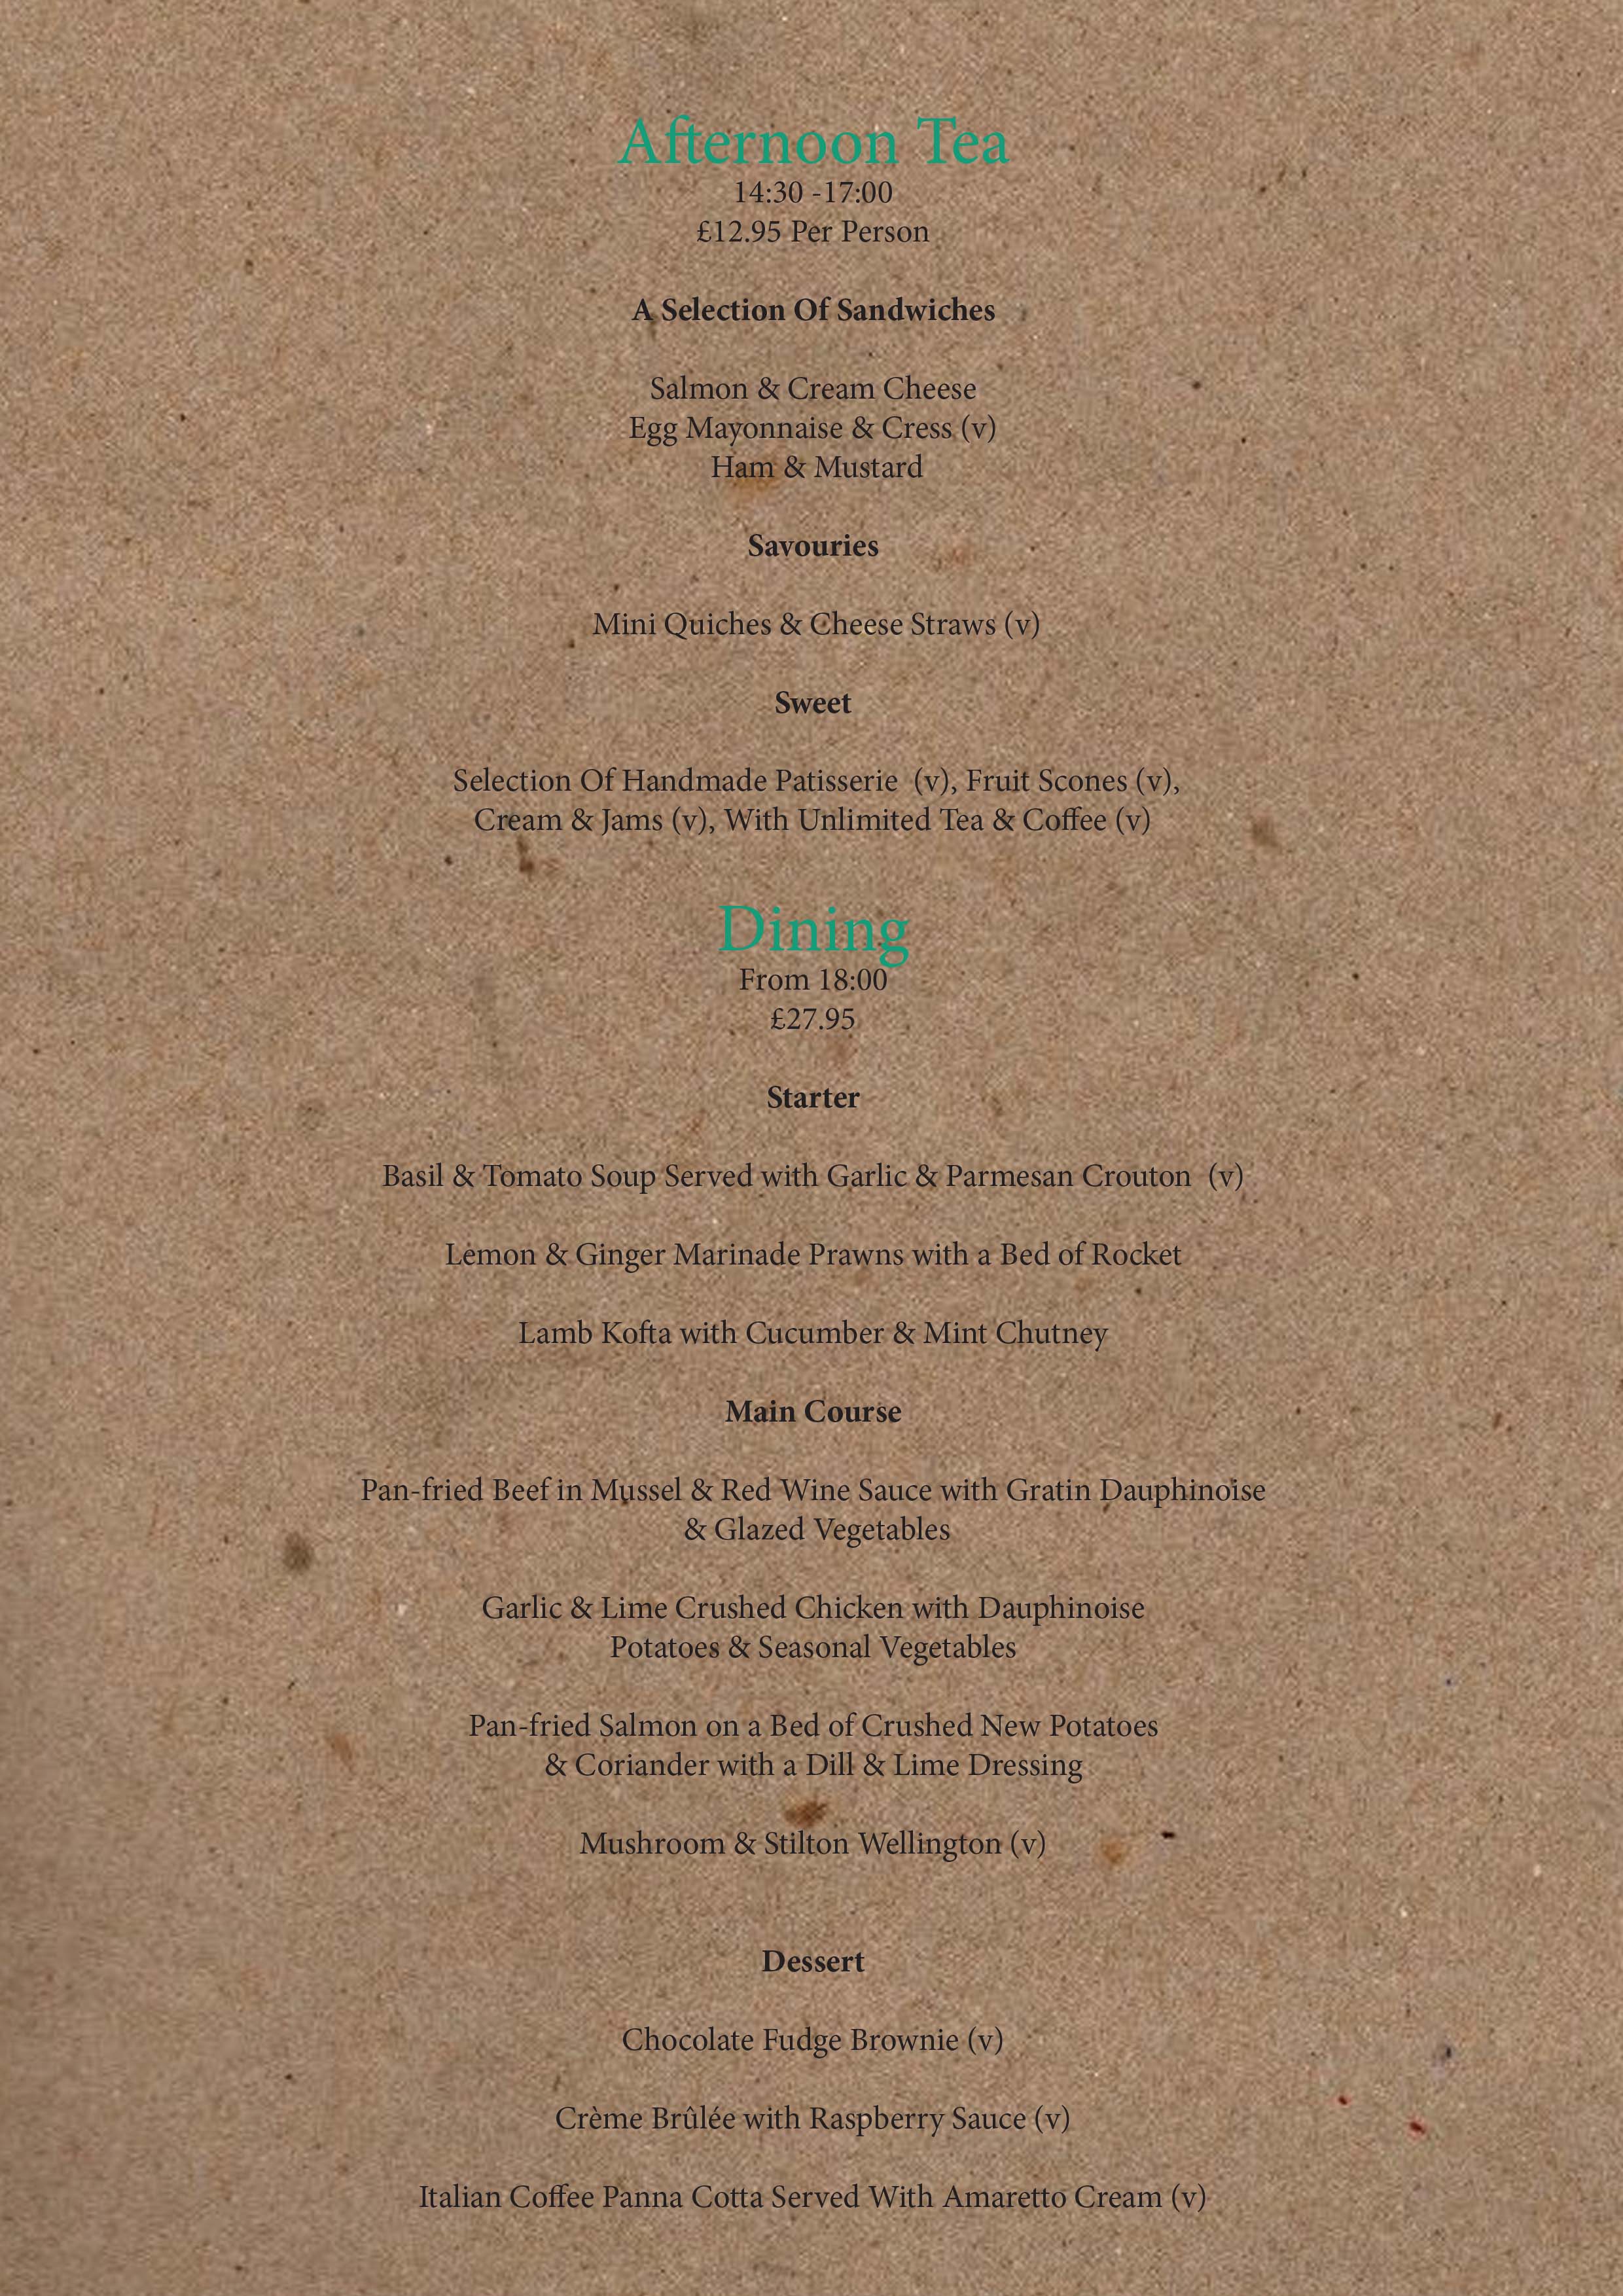 Afternoon Tea
14:30 -17:00
£12.95 Per Person
A Selection Of Sandwiches
Salmon & Cream Cheese
Egg Mayonnaise & Cress (v)
Ham & Mustard
Savouries
Mini Quiches & Cheese Straws (v)
Sweet
Selection Of Handmade Patisserie  (v), Fruit Scones (v),
Cream & Jams (v), With Unlimited Tea & Coffee (v)
Dining
From 18:00
£27.95
Starter
Basil & Tomato Soup Served with Garlic & Parmesan Crouton  (v)
Lemon & Ginger Marinade Prawns with a Bed of Rocket
Lamb Kofta with Cucumber & Mint Chutney
Main Course
Pan-fried Beef in Mussel & Red Wine Sauce with Gratin Dauphinoise
& Glazed Vegetables
Garlic & Lime Crushed Chicken with Dauphinoise
Potatoes & Seasonal Vegetables
Pan-fried Salmon on a Bed of Crushed New Potatoes
& Coriander with a Dill & Lime Dressing
Mushroom & Stilton Wellington (v)
Dessert
Chocolate Fudge Brownie (v)
Crème Brûlée with Raspberry Sauce (v)
Italian Coffee Panna Cotta Served With Amaretto Cream (v)